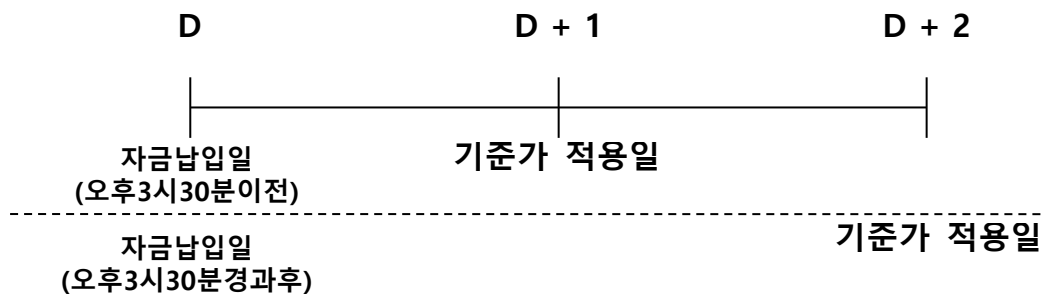 D D + 1 D + 2
자금납입일 기준가 적용일
(오후3시30분이전)
기준가 적용일
자금납입일
(오후3시30분경과후)